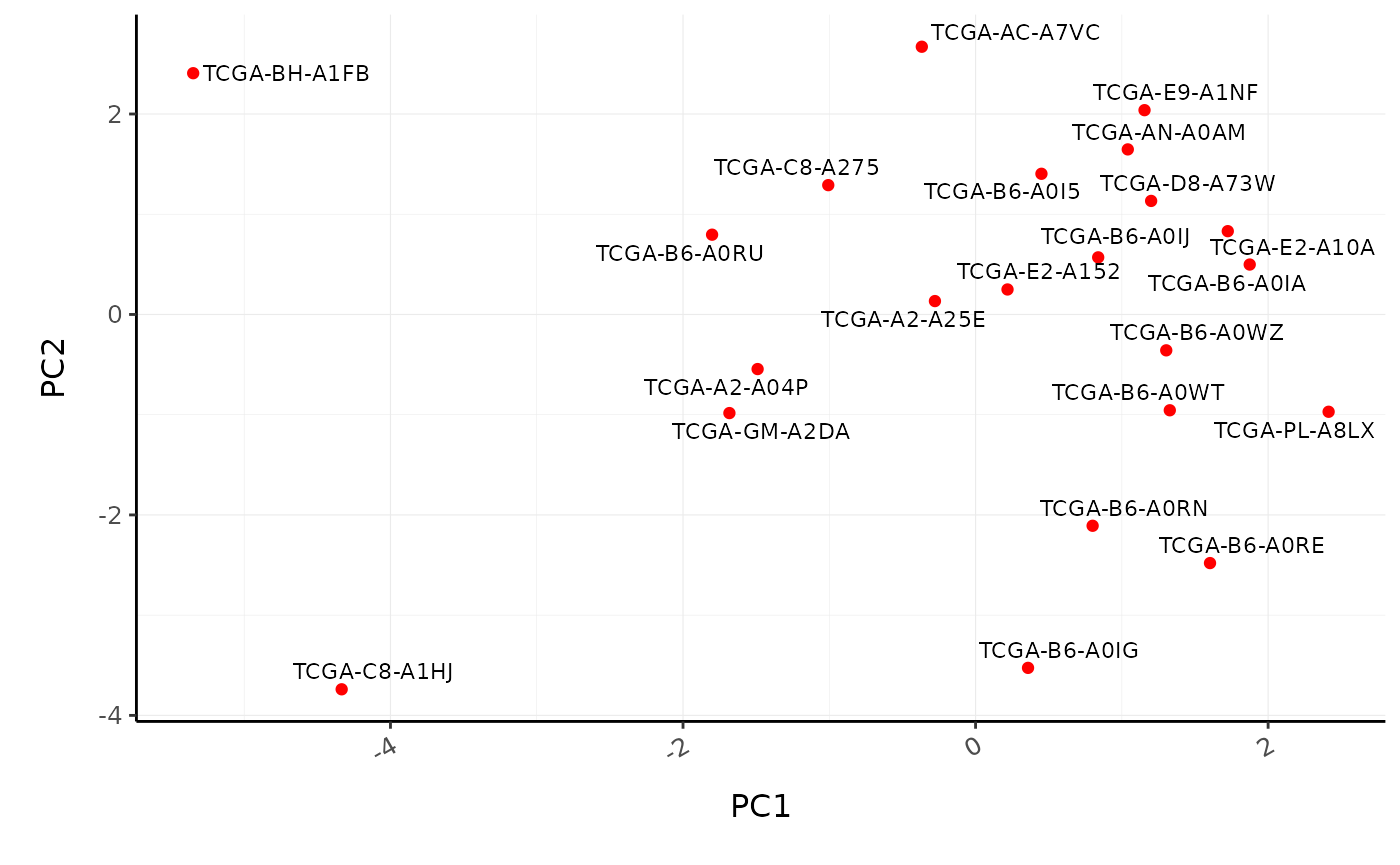 TCGA-AC-A7VC
TCGA-BH-A1FB
TCGA-E9-A1NF
2
TCGA-AN-A0AM
TCGA-C8-A275
TCGA-D8-A73W
TCGA-B6-A0I5
TCGA-B6-A0IJ
TCGA-E2-A10A
TCGA-B6-A0RU
TCGA-E2-A152
TCGA-B6-A0IA
0
TCGA-A2-A25E
TCGA-B6-A0WZ
PC2
TCGA-A2-A04P
TCGA-B6-A0WT
TCGA-GM-A2DA
TCGA-PL-A8LX
TCGA-B6-A0RN
-2
TCGA-B6-A0RE
TCGA-B6-A0IG
TCGA-C8-A1HJ
-4
-4 -2 0 2
PC1